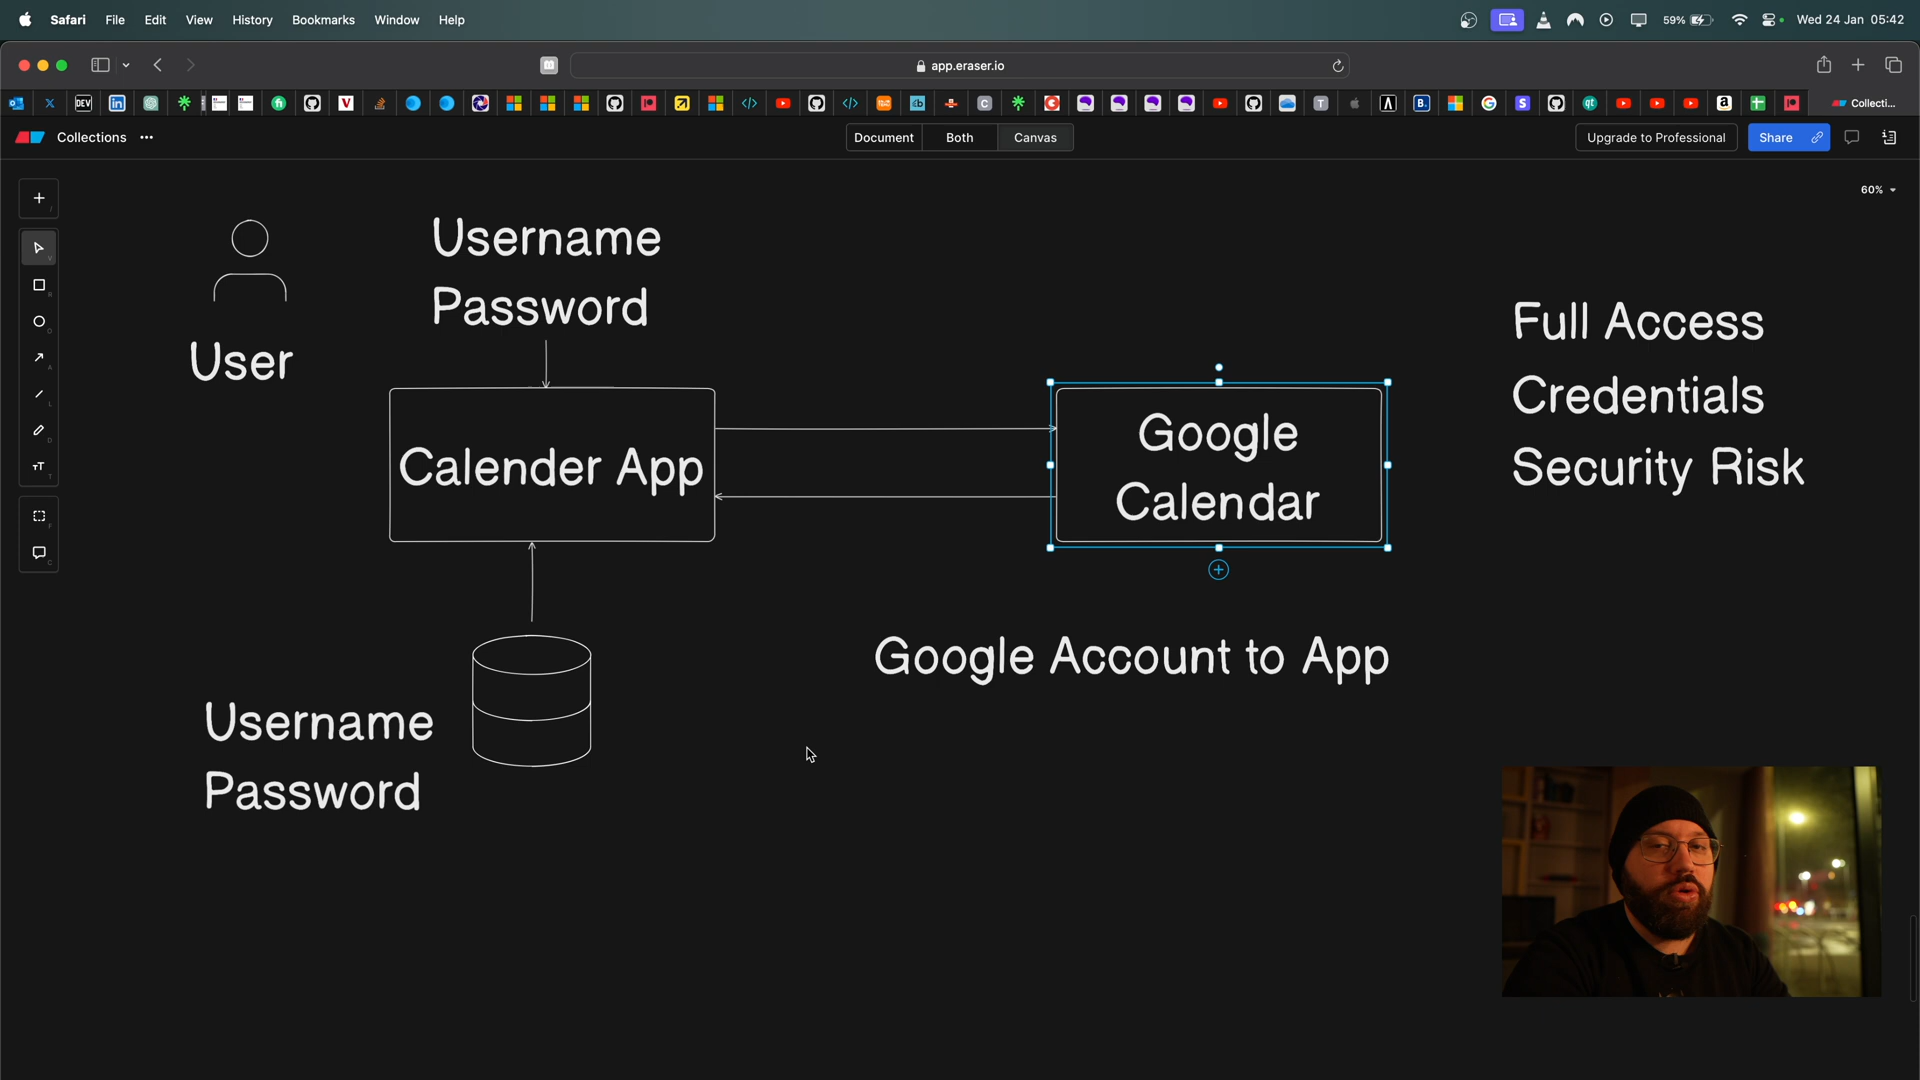 Safari File Edit View History Bookmarks Window Help
59%
Wed 24 Jan 05:42
app.eraser.io
DEV
Collecti...
Collections
Document
Both
Canvas
Upgrade to Professional
Share
60%
Username
Password
User
Calender App
Google
Calendar
Full Access
Credentials
Security Risk
Google Account to App
Username
Password